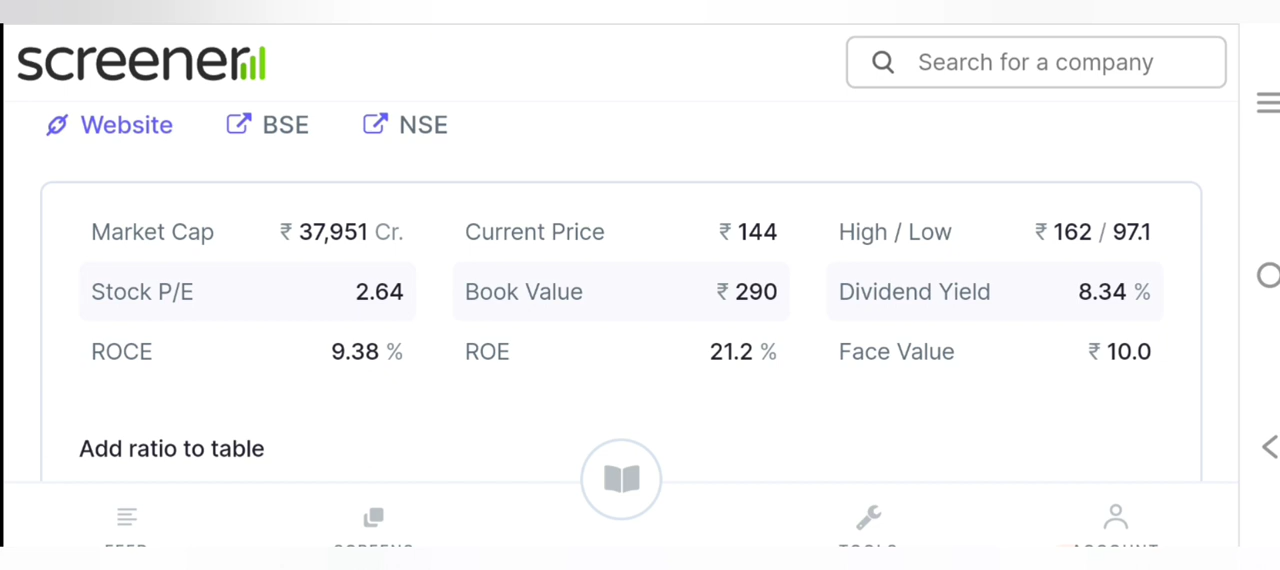 screener
Search for a company
Website BSE NSE
Market Cap ₹ 37,951 Cr. Current Price ₹ 144 High / Low ₹ 162 / 97.1
Stock P/E 2.64 Book Value ₹ 290 Dividend Yield 8.34 %
ROCE 9.38 % ROE 21.2 % Face Value ₹ 10.0
Add ratio to table